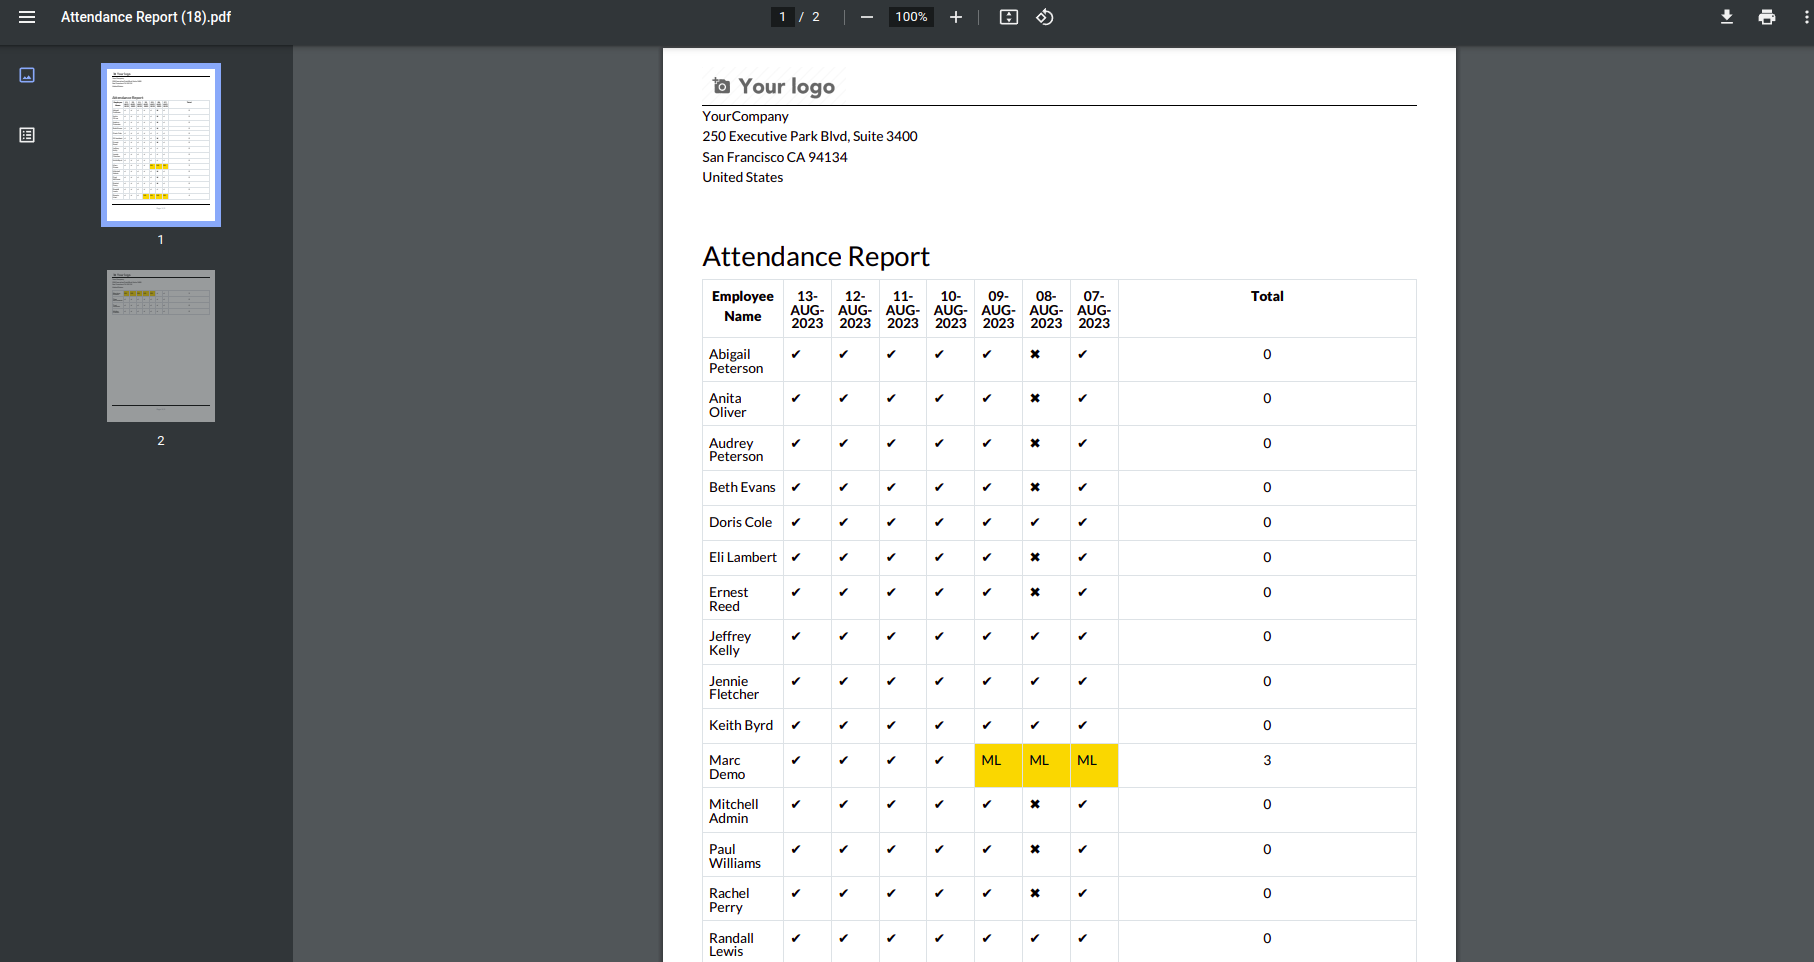 Attendance Report (18).pdf
1 / 2
100%
1
2
Your logo
YourCompany
250 Executive Park Blvd, Suite 3400
San Francisco CA 94134
United States
Attendance Report
Employee Name 13-AUG-2023 12-AUG-2023 11-AUG-2023 10-AUG-2023 09-AUG-2023 08-AUG-2023 07-AUG-2023 Total
Abigail Peterson ✔ ✔ ✔ ✔ ✔ ✖ ✔ 0
Anita Oliver ✔ ✔ ✔ ✔ ✔ ✖ ✔ 0
Audrey Peterson ✔ ✔ ✔ ✔ ✔ ✖ ✔ 0
Beth Evans ✔ ✔ ✔ ✔ ✔ ✖ ✔ 0
Doris Cole ✔ ✔ ✔ ✔ ✔ ✔ ✔ 0
Eli Lambert ✔ ✔ ✔ ✔ ✔ ✖ ✔ 0
Ernest Reed ✔ ✔ ✔ ✔ ✔ ✖ ✔ 0
Jeffrey Kelly ✔ ✔ ✔ ✔ ✔ ✔ ✔ 0
Jennie Fletcher ✔ ✔ ✔ ✔ ✔ ✔ ✔ 0
Keith Byrd ✔ ✔ ✔ ✔ ✔ ✔ ✔ 0
Marc Demo ✔ ✔ ✔ ✔ ML ML ML 3
Mitchell Admin ✔ ✔ ✔ ✔ ✔ ✖ ✔ 0
Paul Williams ✔ ✔ ✔ ✔ ✔ ✖ ✔ 0
Rachel Perry ✔ ✔ ✔ ✔ ✔ ✖ ✔ 0
Randall Lewis ✔ ✔ ✔ ✔ ✔ ✔ ✔ 0